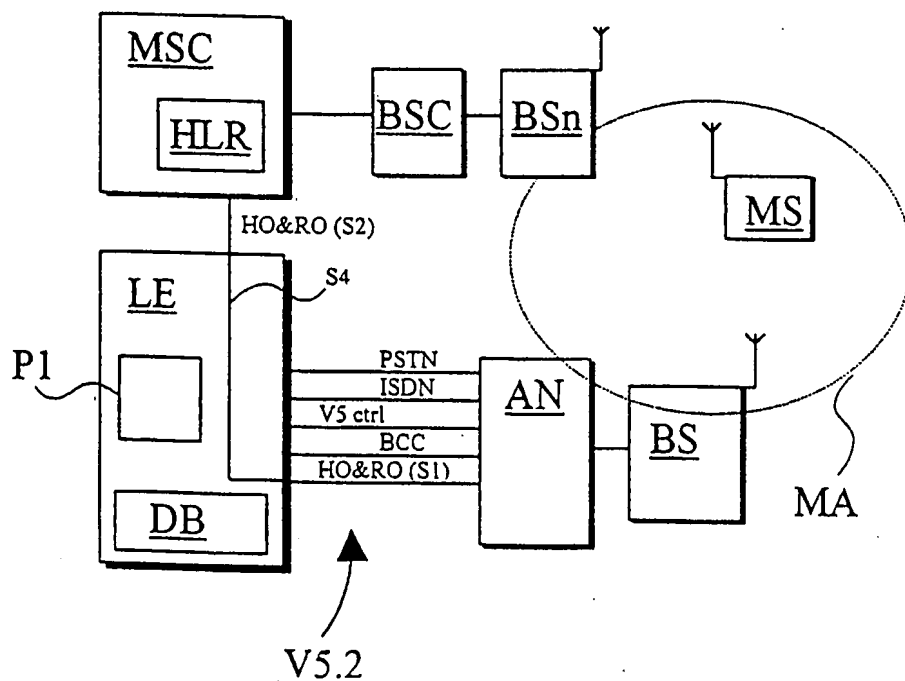 MSC
HLR
BSC
BSn
MS
HO&RO (S2)
S4
LE
P1
DB
PSTN
ISDN
V5 ctrl
BCC
HO&RO (S1)
AN
BS
MA
V5.2